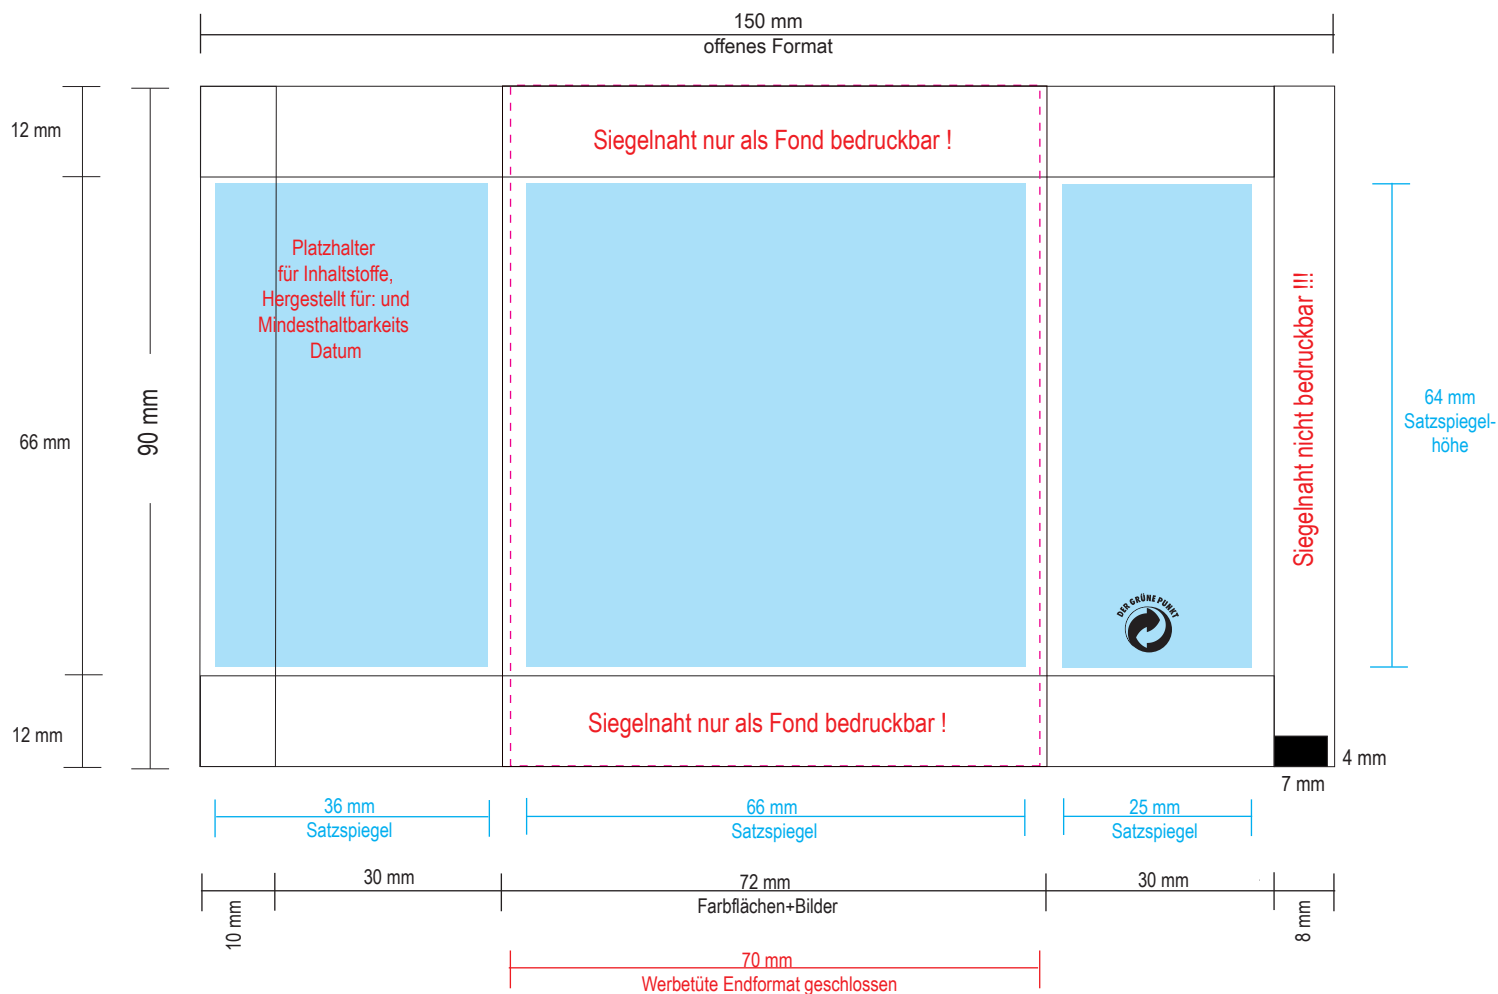 150 mm
offenes Format
12 mm
Siegelnaht nur als Fond bedruckbar !
Platzhalter
für Inhaltstoffe,
Hergestellt für: und
Mindesthaltbarkeits
Datum
66 mm
90 mm
Siegelnaht nicht bedruckbar !!!
64 mm
Satzspiegel-
höhe
DER GRÜNE PUNKT
12 mm
Siegelnaht nur als Fond bedruckbar !
4 mm
7 mm
36 mm
Satzspiegel
66 mm
Satzspiegel
25 mm
Satzspiegel
10 mm
30 mm
72 mm
Farbflächen+Bilder
30 mm
8 mm
70 mm
Werbetüte Endformat geschlossen